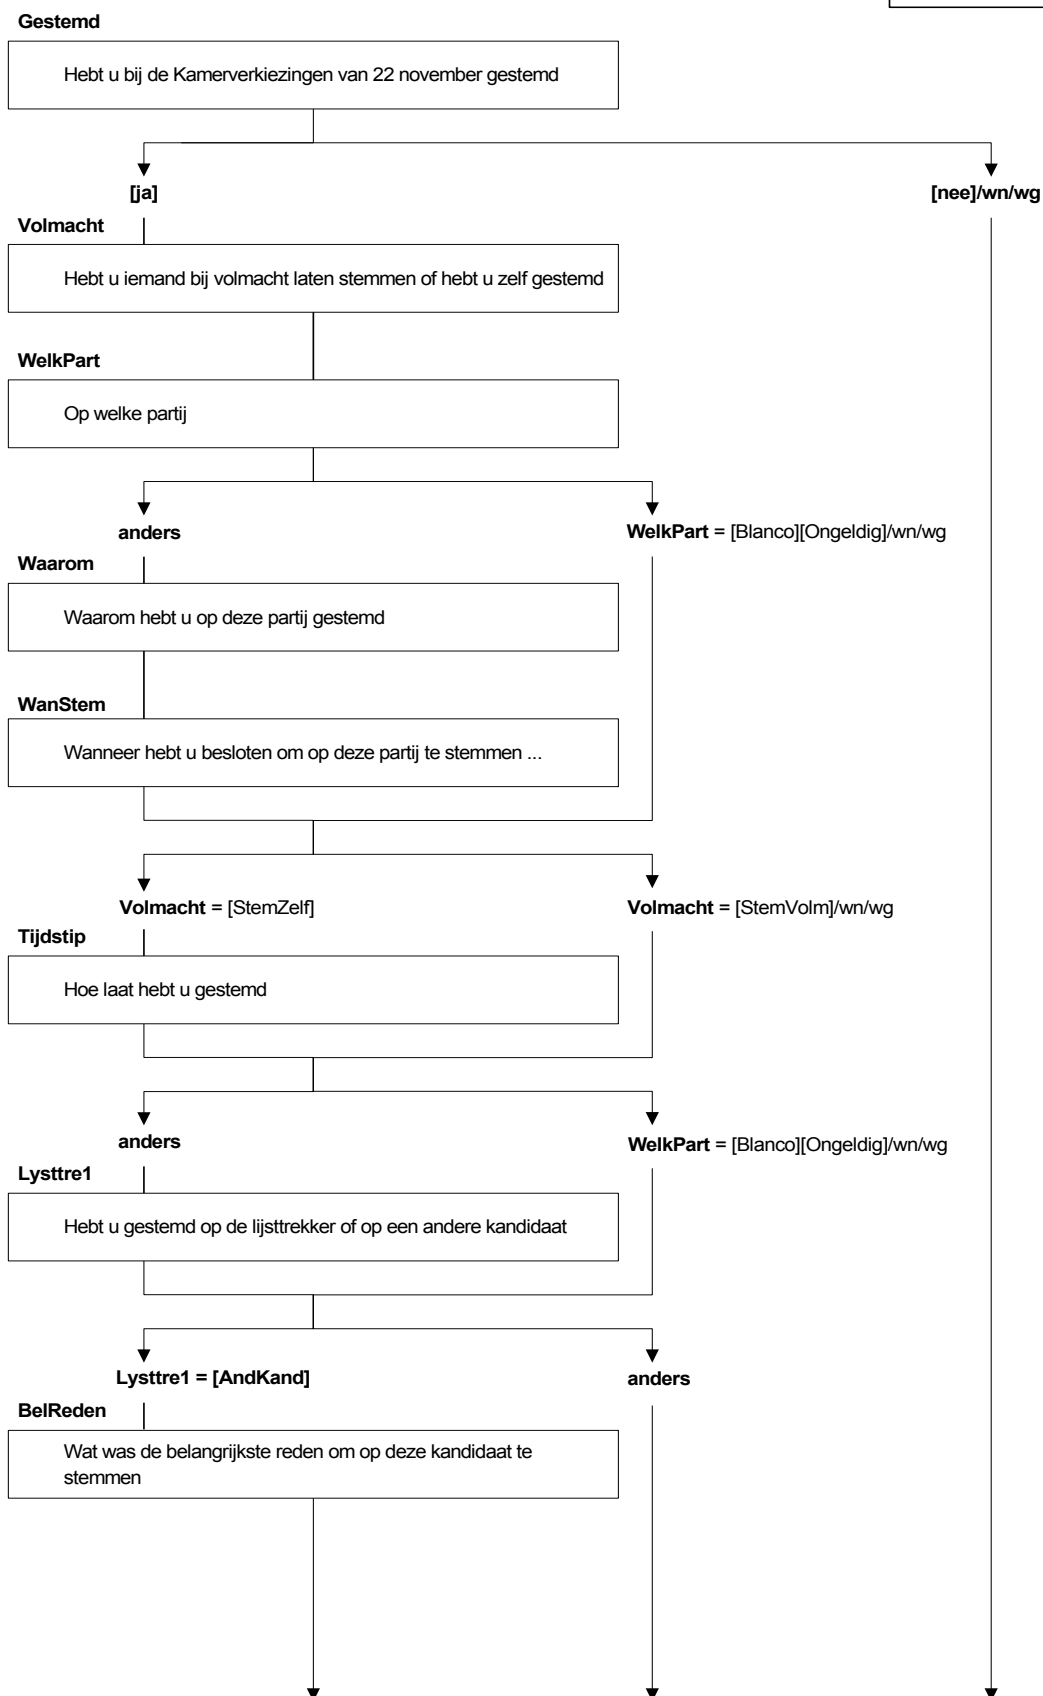 Gestemd
Hebt u bij de Kamerverkiezingen van 22 november gestemd
[ja]
[nee]/wn/wg
Volmacht
Hebt u iemand bij volmacht laten stemmen of hebt u zelf gestemd
WelkPart
Op welke partij
anders
WelkPart = [Blanco][Ongeldig]/wn/wg
Waarom
Waarom hebt u op deze partij gestemd
WanStem
Wanneer hebt u besloten om op deze partij te stemmen ...
Volmacht = [StemZelf]
Volmacht = [StemVolm]/wn/wg
Tijdstip
Hoe laat hebt u gestemd
anders
WelkPart = [Blanco][Ongeldig]/wn/wg
Lysttre1
Hebt u gestemd op de lijsttrekker of op een andere kandidaat
Lysttre1 = [AndKand]
anders
BelReden
Wat was de belangrijkste reden om op deze kandidaat te
stemmen